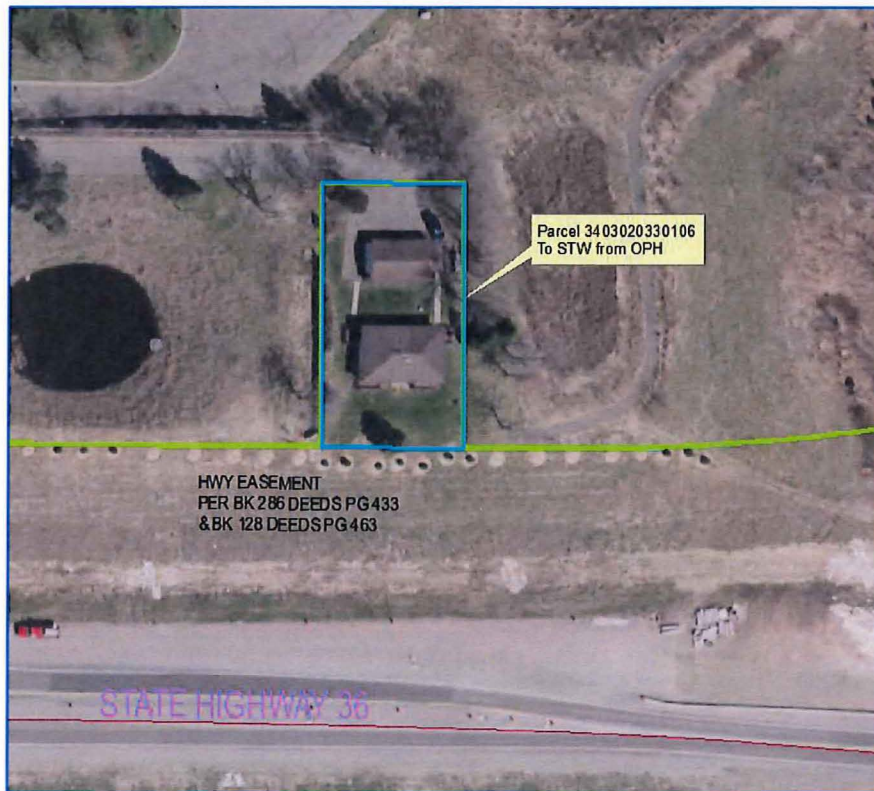 Parcel 3403020330106
To STW from OPH
HWY EASEMENT
PER BK 286 DEEDS PG 433
& BK 128 DEEDS PG 463
STATE HIGHWAY 36